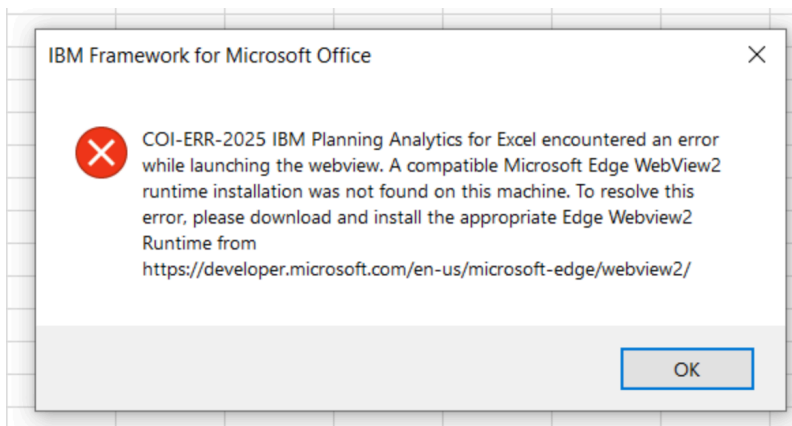 IBM Framework for Microsoft Office
COI-ERR-2025 IBM Planning Analytics for Excel encountered an error
while launching the webview. A compatible Microsoft Edge WebView2
runtime installation was not found on this machine. To resolve this
error, please download and install the appropriate Edge Webview2
Runtime from
https://developer.microsoft.com/en-us/microsoft-edge/webview2/
OK